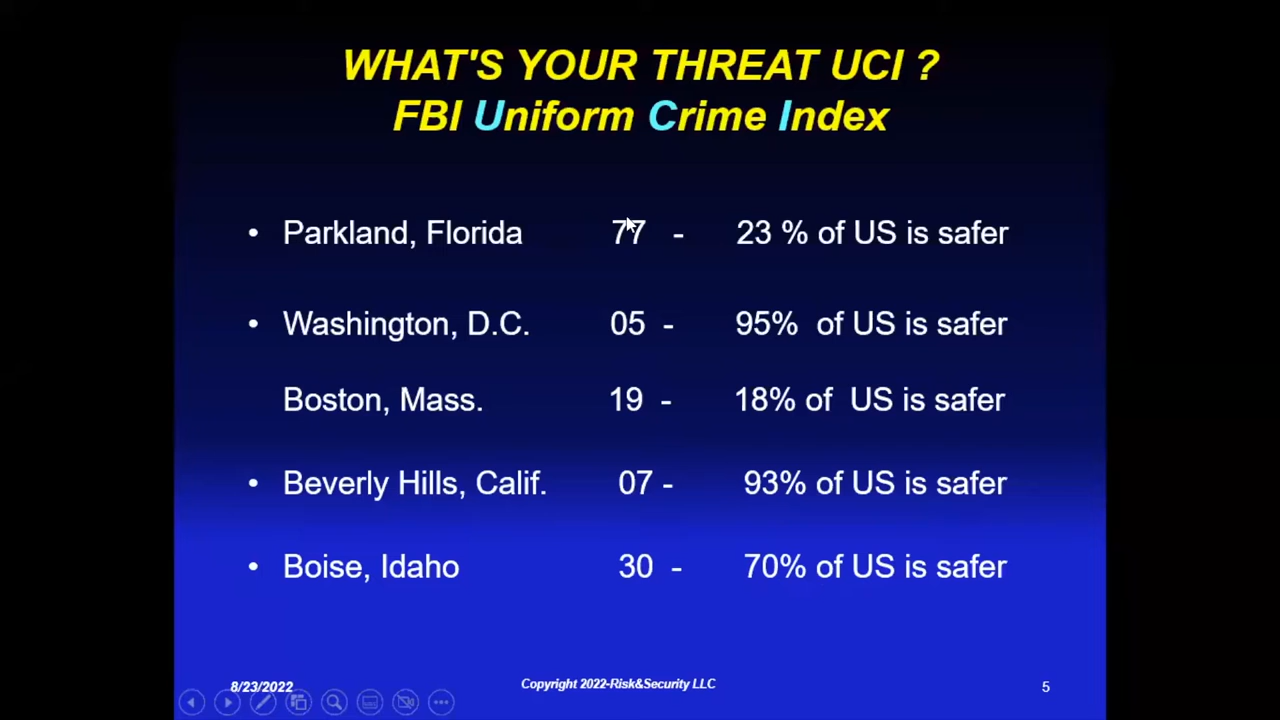 WHAT'S YOUR THREAT UCI ?
FBI Uniform Crime Index
• Parkland, Florida 77 - 23 % of US is safer
• Washington, D.C. 05 - 95% of US is safer
Boston, Mass. 19 - 18% of US is safer
• Beverly Hills, Calif. 07 - 93% of US is safer
• Boise, Idaho 30 - 70% of US is safer
8/23/2022 Copyright 2022-Risk&Security LLC 5